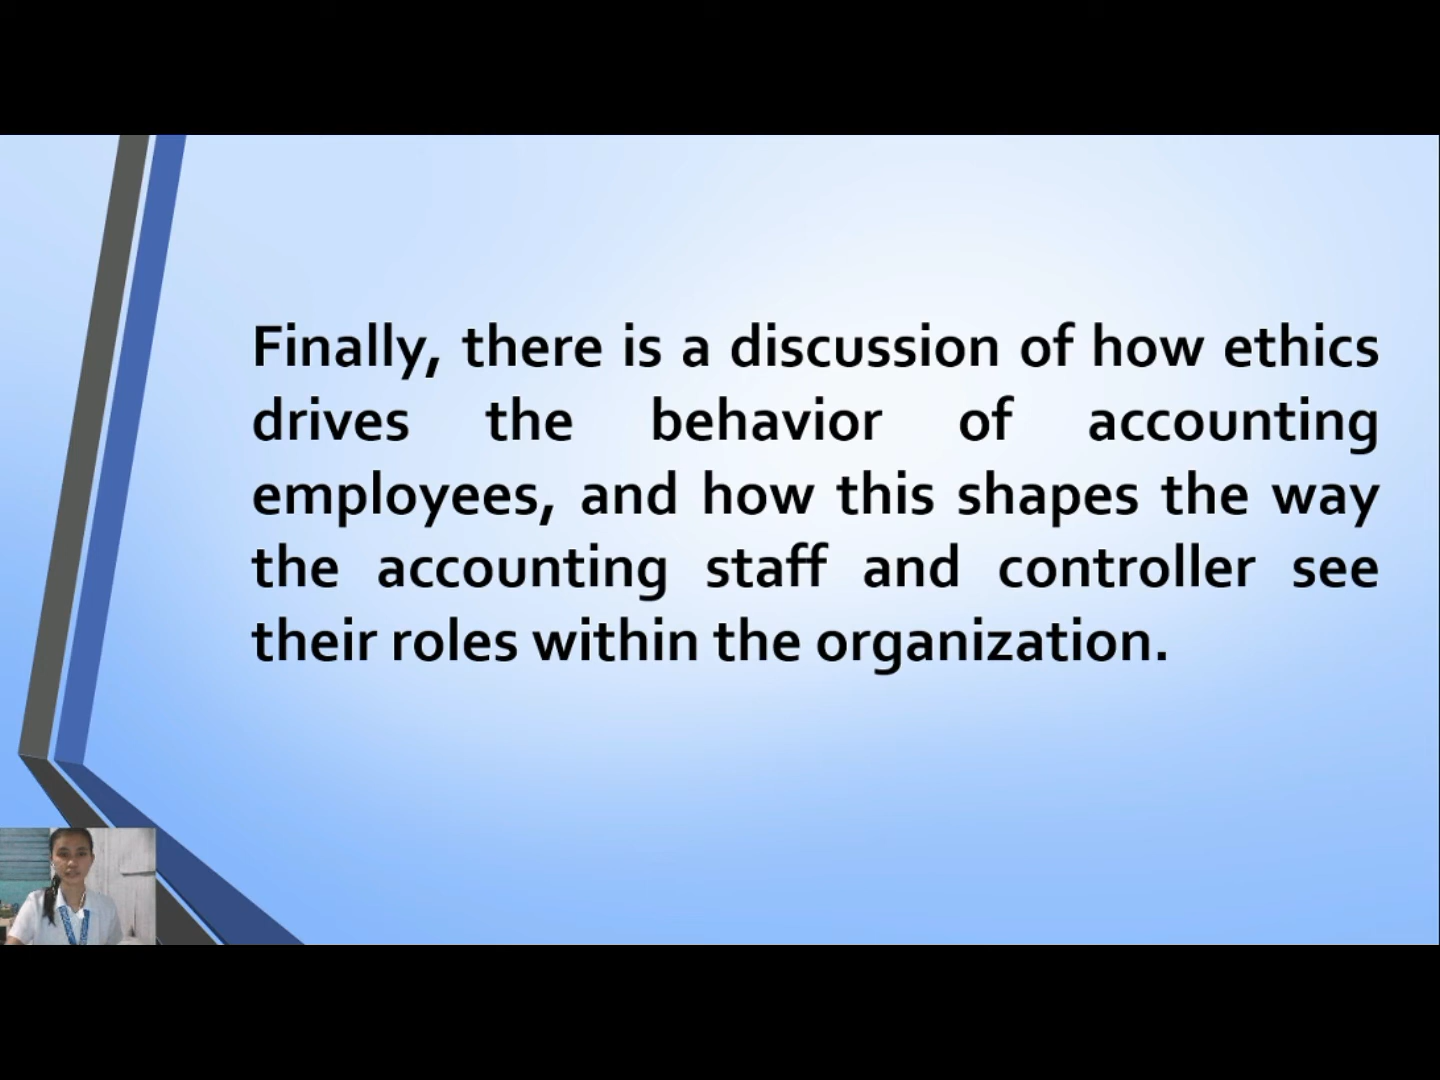 Finally, there is a discussion of how ethics
drives the behavior of accounting
employees, and how this shapes the way
the accounting staff and controller see
their roles within the organization.